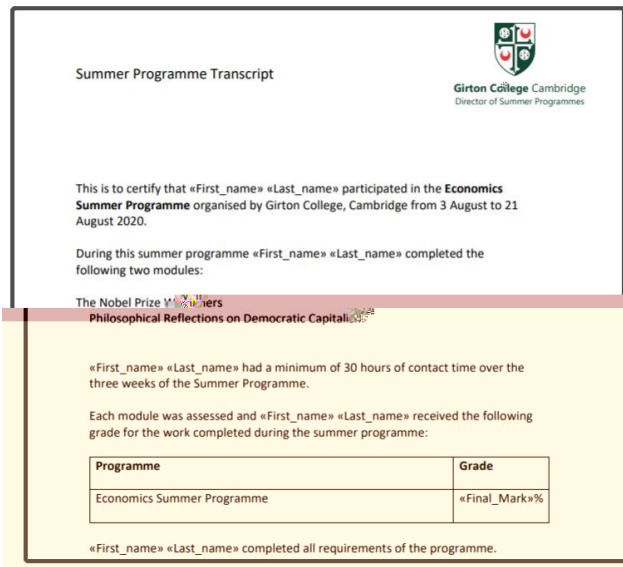 Summer Programme Transcript
Girton College Cambridge
Director of Summer Programmes
This is to certify that «First_name» «Last_name» participated in the Economics
Summer Programme organised by Girton College, Cambridge from 3 August to 21
August 2020.
During this summer programme «First_name» «Last_name» completed the
following two modules:
The Nobel Prize
Philosophical Reflections on Democratic
«First_name» «Last_name» had a minimum of 30 hours of contact time over the
three weeks of the Summer Programme.
Each module was assessed and «First_name» «Last_name» received the following
grade for the work completed during the summer programme:
Programme Grade
Economics Summer Programme «Final_Mark»%
«First_name» «Last_name» completed all requirements of the programme.